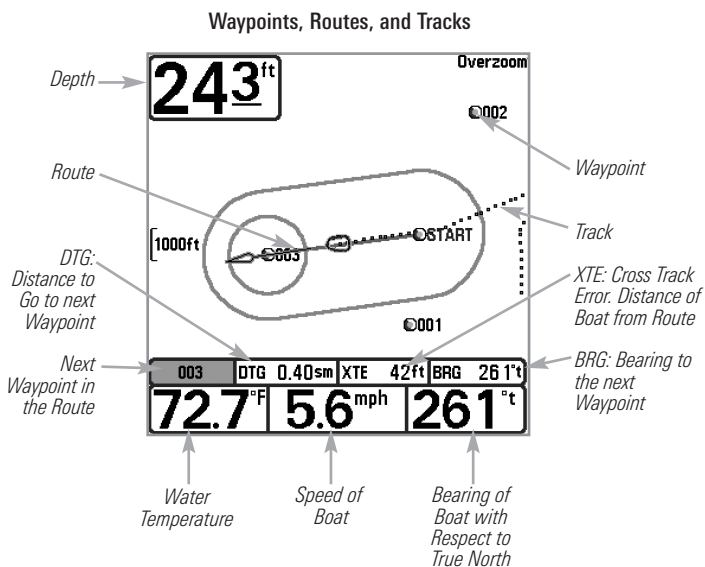 Waypoints, Routes, and Tracks
Depth
243 ft
Overzoom
002
Waypoint
Route
Track
START
1000ft
003
DTG:
Distance to
Go to next
Waypoint
XTE: Cross Track
Error. Distance of
Boat from Route
001
Next
Waypoint in
the Route
003 DTG 0.40sm XTE 42ft BRG 261°t
BRG: Bearing to
the next
Waypoint
72.7°F 5.6mph 261°t
Water
Temperature
Speed of
Boat
Bearing of
Boat with
Respect to
True North